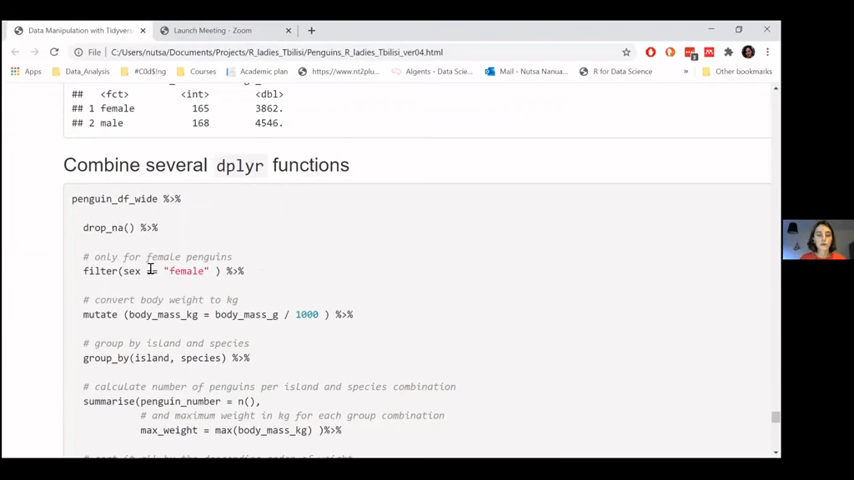 Data Manipulation with Tidyvers
Launch Meeting - Zoom
File
C:/Users/nutsa/Documents/Projects/R_ladies_Tbilisi/Penguins_R_ladies_Tbilisi_ver04.html
Apps
Data_Analysis
#C0d$ng
Courses
Academic plan
https://www.nt2plu...
Algents - Data Scie...
Mail - Nutsa Nanua...
R for Datsa Science
»
Other bookmarks
## <fct> <int> <dbl>
## 1 female 165 3862.
## 2 male 168 4546.
Combine several dplyr functions
penguin_df_wide %>%
drop_na() %>%
# only for female penguins
filter(sex == "female" ) %>%
# convert body weight to kg
mutate (body_mass_kg = body_mass_g / 1000 ) %>%
# group by island and species
group_by(island, species) %>%
# calculate number of penguins per island and species combination
summarise(penguin_number = n(),
# and maximum weight in kg for each group combination
max_weight = max(body_mass_kg) )%>%